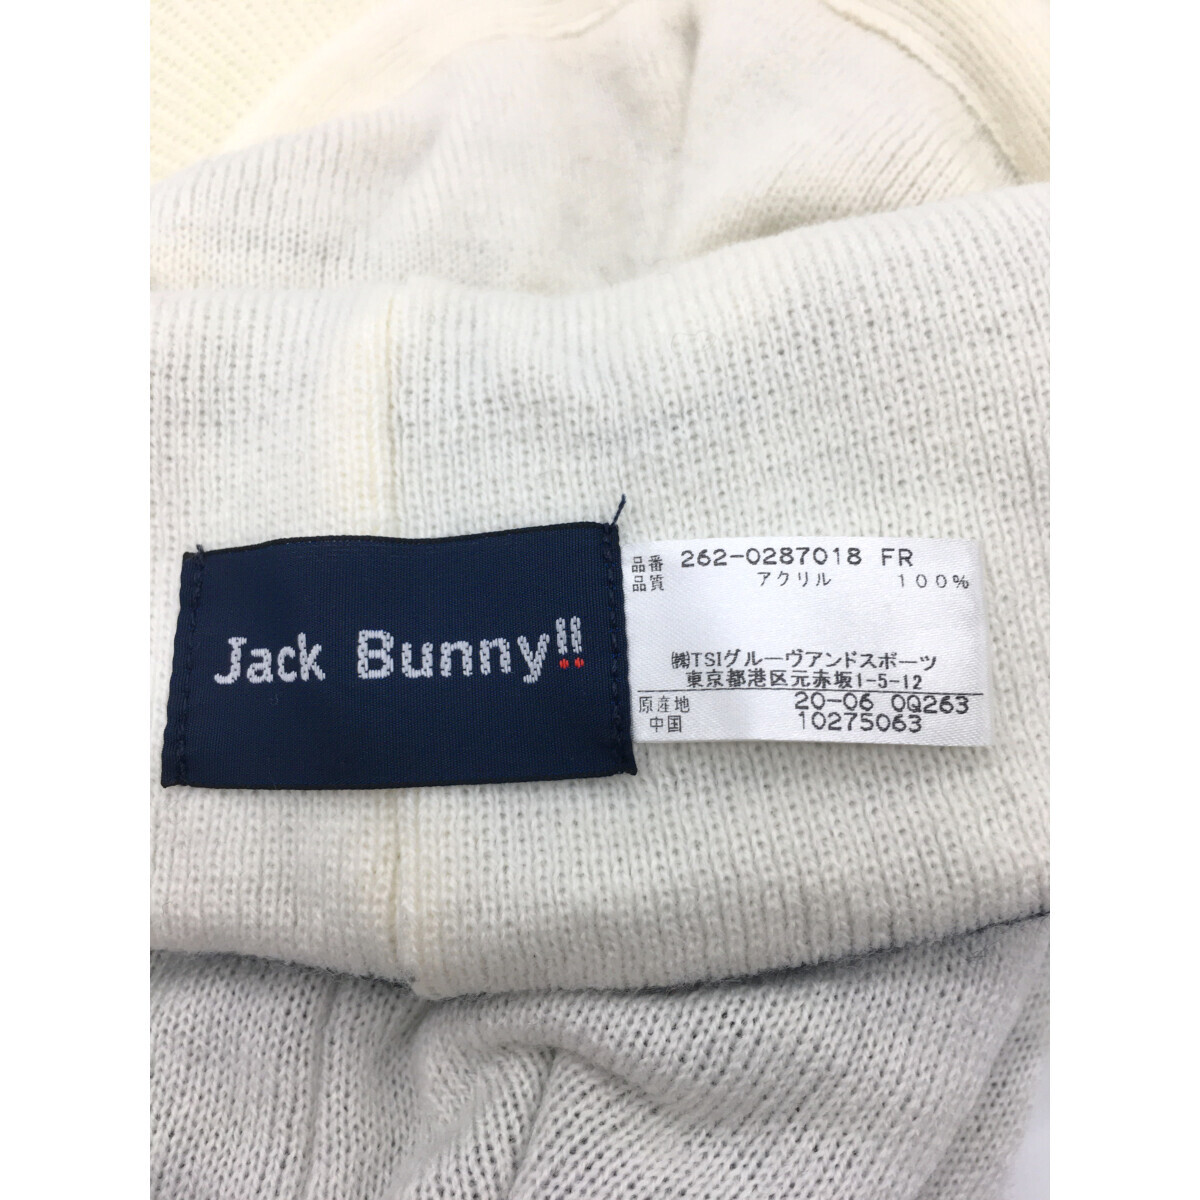 Jack Bunny!!
品番 262-0287018 FR
品質 アクリル 100%
㈱TSIグルーヴアンドスポーツ
東京都港区元赤坂1-5-12
原産地 20-06 0Q263
中国 10275063